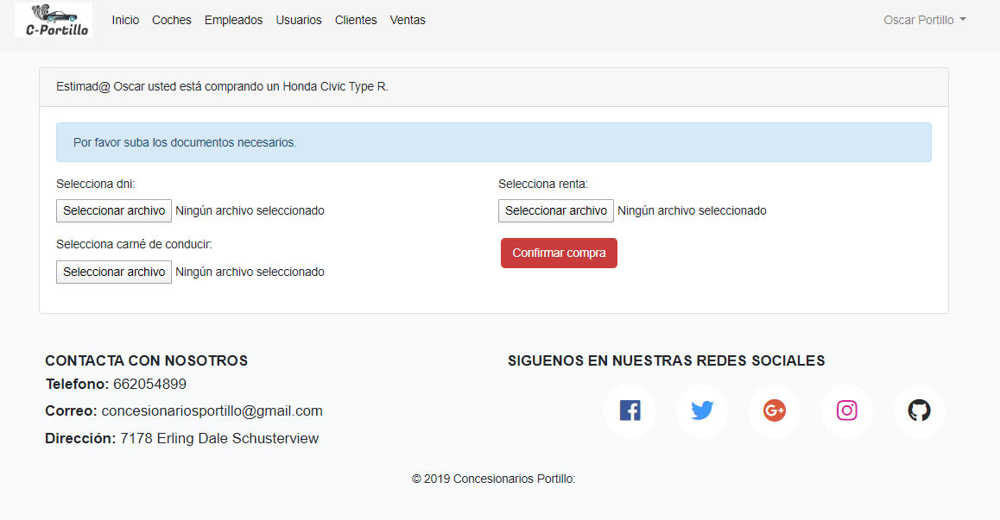 C-Portillo
Inicio Coches Empleados Usuarios Clientes Ventas Oscar Portillo
Estimad@ Oscar usted está comprando un Honda Civic Type R.
Por favor suba los documentos necesarios.
Selecciona dni:
Seleccionar archivo Ningún archivo seleccionado
Selecciona renta:
Seleccionar archivo Ningún archivo seleccionado
Selecciona carné de conducir:
Seleccionar archivo Ningún archivo seleccionado
Confirmar compra
CONTACTA CON NOSOTROS
Telefono: 662054899
Correo: concesionariosportillo@gmail.com
Dirección: 7178 Erling Dale Schusterview
SIGUENOS EN NUESTRAS REDES SOCIALES
© 2019 Concesionarios Portillo: